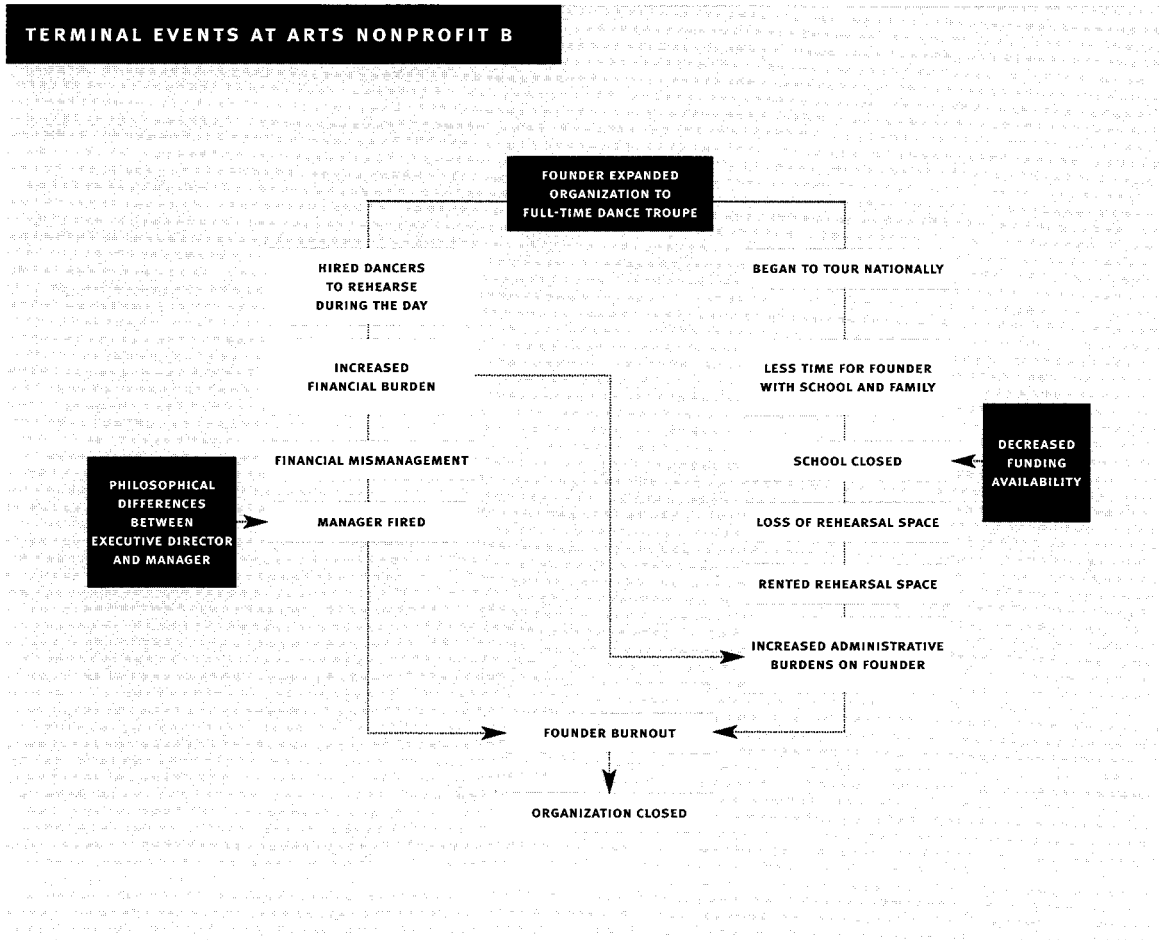 TERMINAL EVENTS AT ARTS NONPROFIT B
FOUNDER EXPANDED
ORGANIZATION TO
FULL-TIME DANCE TROUPE
HIRED DANCERS
TO REHEARSE
DURING THE DAY
INCREASED
FINANCIAL BURDEN
FINANCIAL MISMANAGEMENT
PHILOSOPHICAL
DIFFERENCES
BETWEEN
EXECUTIVE DIRECTOR
AND MANAGER
MANAGER FIRED
BEGAN TO TOUR NATIONALLY
LESS TIME FOR FOUNDER
WITH SCHOOL AND FAMILY
SCHOOL CLOSED
DECREASED
FUNDING
AVAILABILITY
LOSS OF REHEARSAL SPACE
RENTED REHEARSAL SPACE
INCREASED ADMINISTRATIVE
BURDENS ON FOUNDER
FOUNDER BURNOUT
ORGANIZATION CLOSED